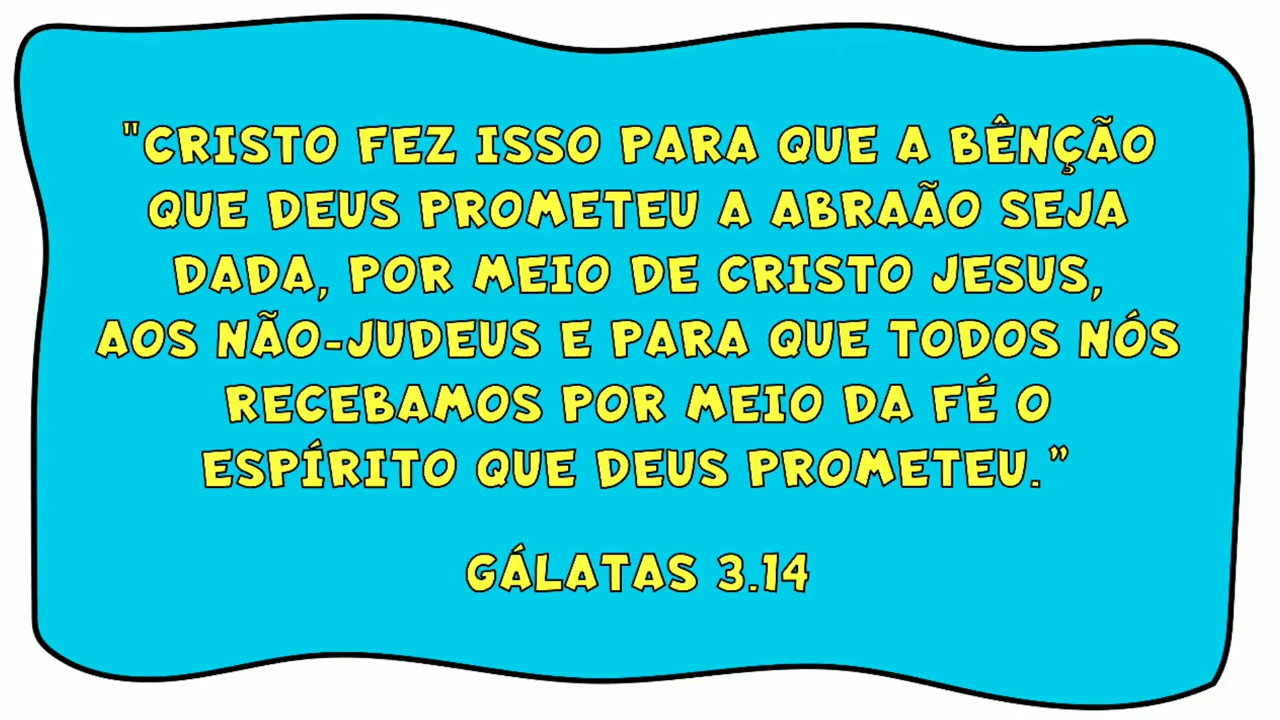 "CRISTO FEZ ISSO PARA QUE A BÊNÇÃO
QUE DEUS PROMETEU A ABRAÃO SEJA
DADA, POR MEIO DE CRISTO JESUS,
AOS NÃO-JUDEUS E PARA QUE TODOS NÓS
RECEBAMOS POR MEIO DA FÉ O
ESPÍRITO QUE DEUS PROMETEU.”
GÁLATAS 3.14